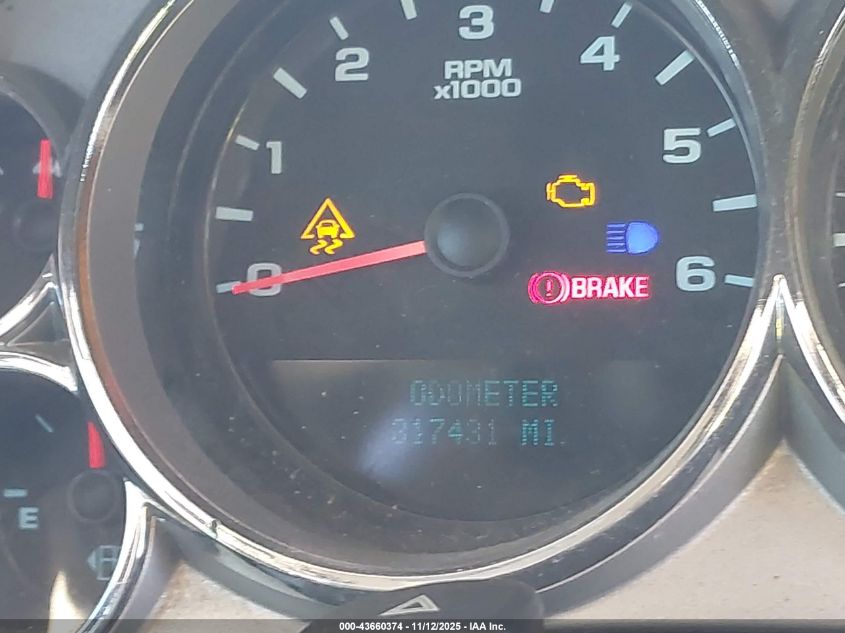 3
2
4
RPM
x1000
1
5
0
6
BRAKE
ODOMETER
317431 MI
E
000-43660374 - 11/12/2025 - IAA Inc.